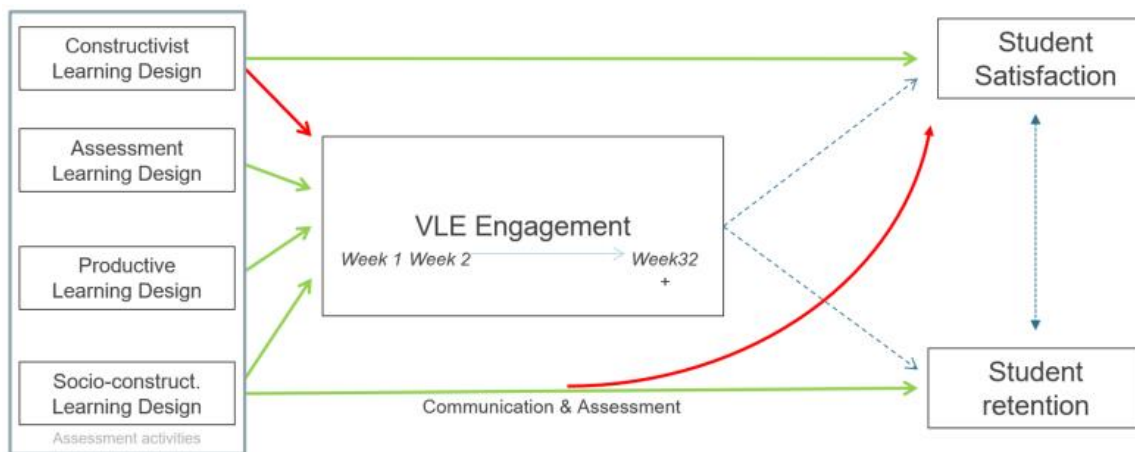 Constructivist
Learning Design
Assessment
Learning Design
Productive
Learning Design
Socio-construct.
Learning Design
Assessment activities
VLE Engagement
Week 1 Week 2
Week32
+
Communication & Assessment
Student
Satisfaction
Student
retention